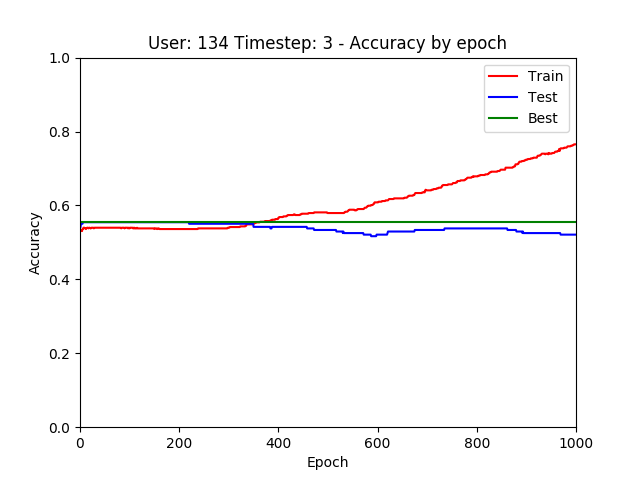 User: 134 Timestep: 3 - Accuracy by epoch
1.0
0.8
0.6
0.4
0.2
0.0
Accuracy
Train
Test
Best
0 200 400 600 800 1000
Epoch